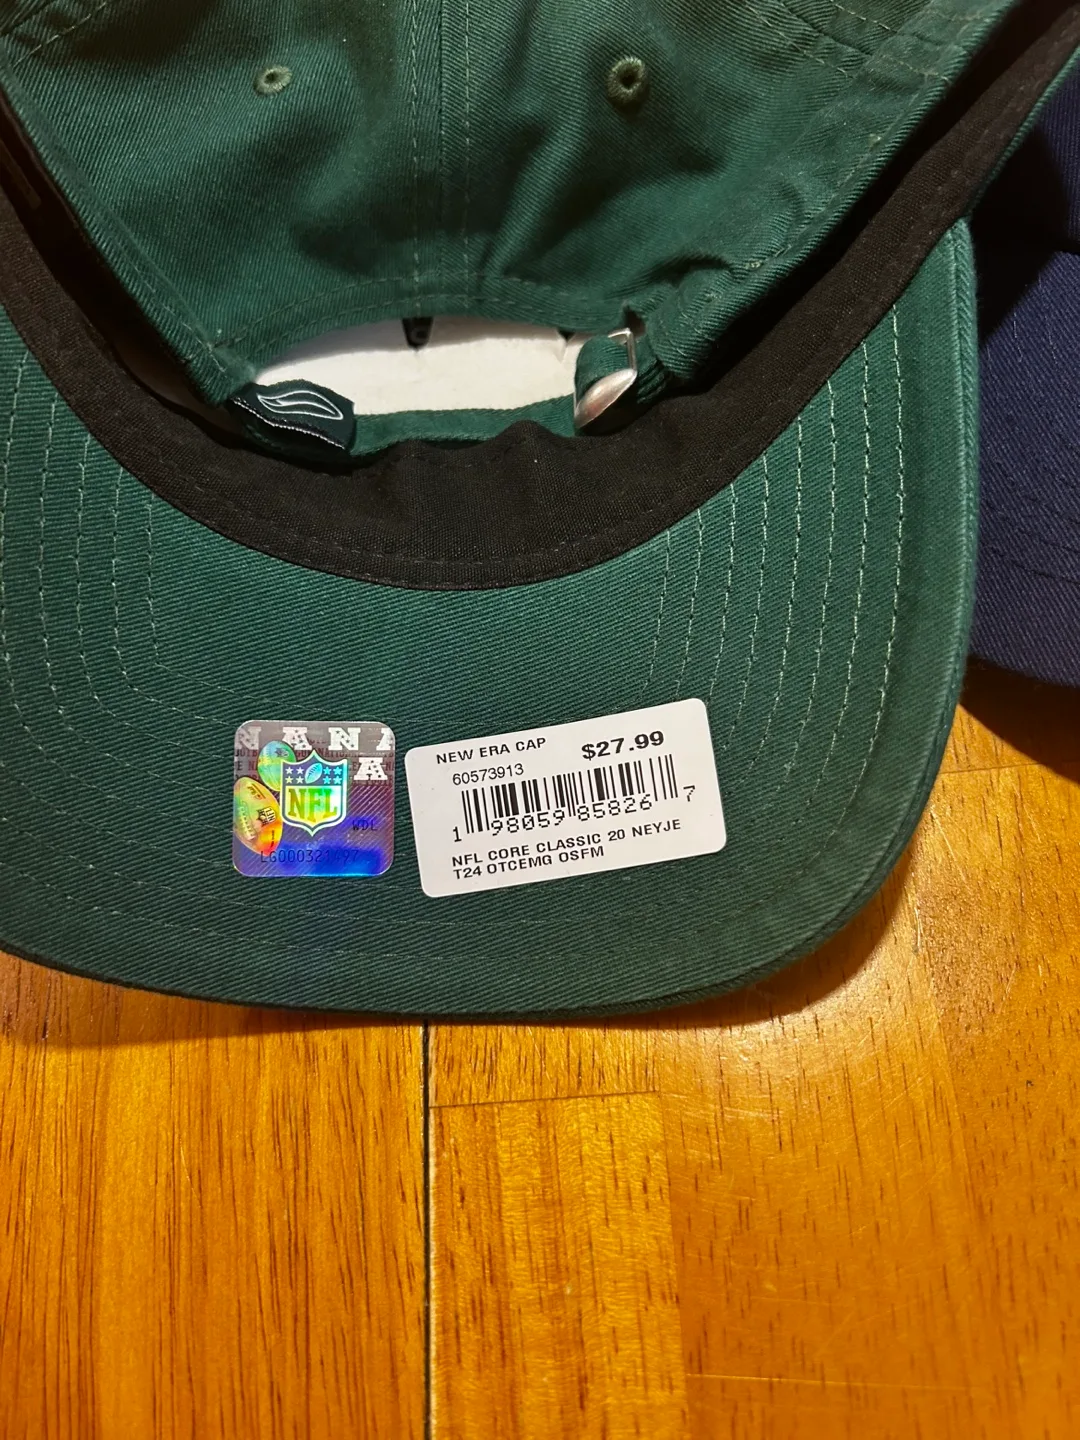 NEW ERA CAP $27.99
60573913
1 98059 85826 7
NFL CORE CLASSIC 20 NEYJE
T24 OTCEMG OSFM
NFL
WDL